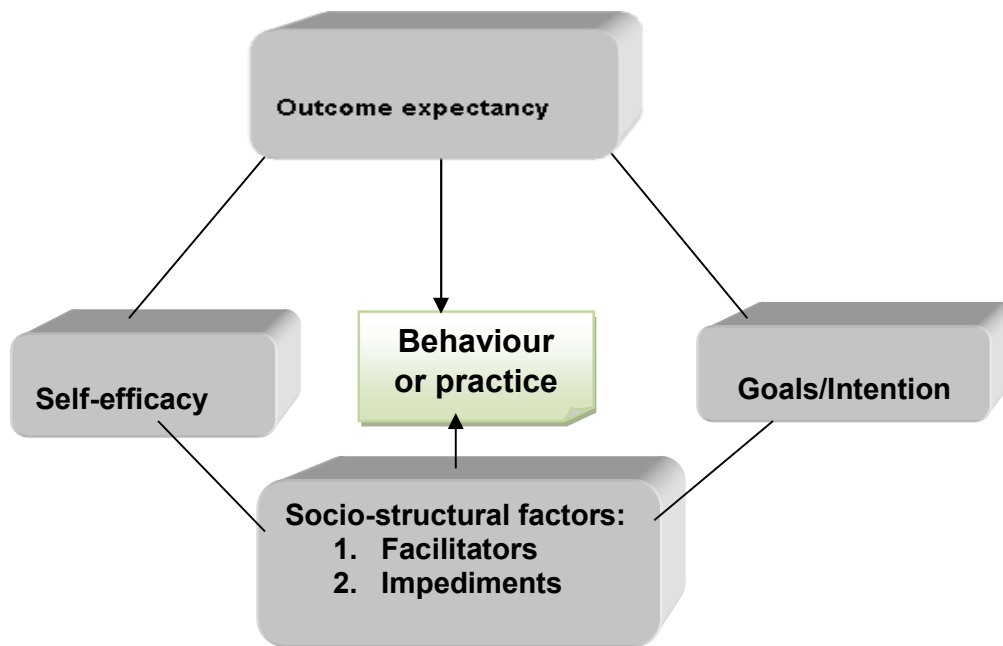 Outcome expectancy
Behaviour
or practice
Self-efficacy
Goals/Intention
Socio-structural factors:
1. Facilitators
2. Impediments